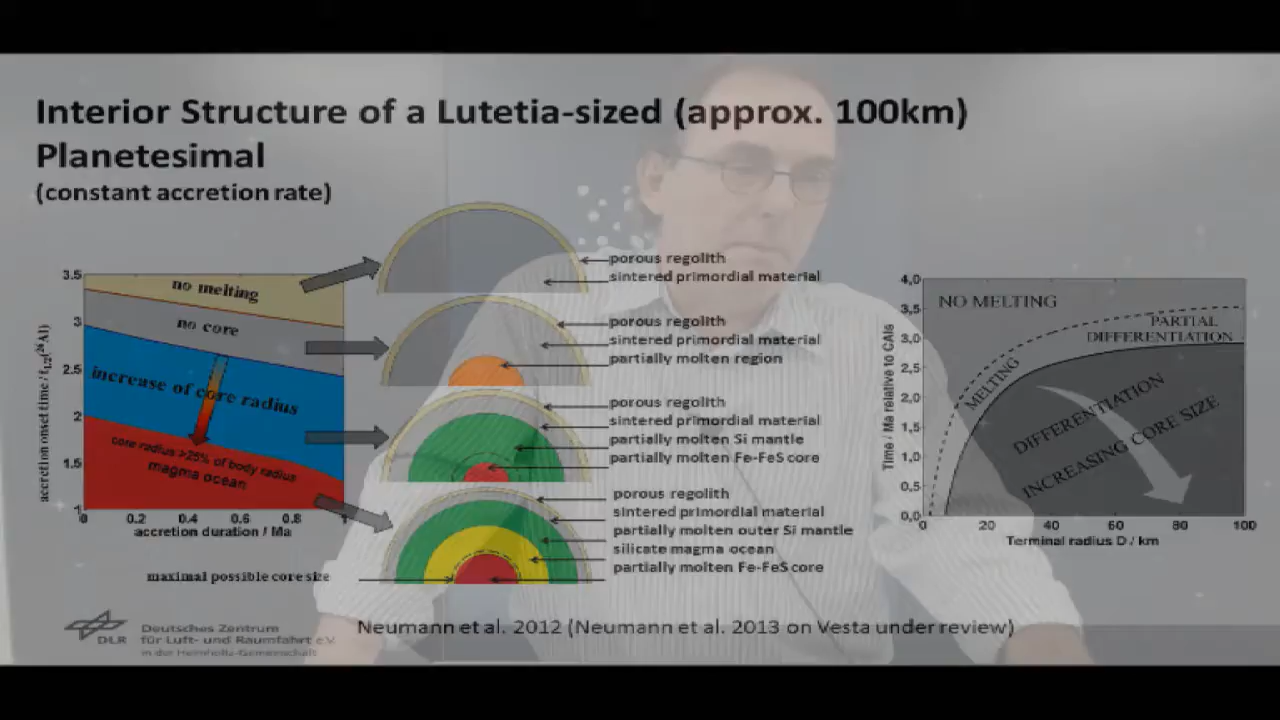 Interior Structure of a Lutetia-sized (approx. 100km)
Planetesimal
(constant accretion rate)
3.5
3
2.5
2
1.5
1
accretion onset time / t1/2(26Al)
no melting
no core
increase of core radius
core radius >25% of body radius
magma ocean
0
0.2
0.4
0.6
0.8
1
accretion duration / Ma
porous regolith
sintered primordial material
porous regolith
sintered primordial material
partially molten region
porous regolith
sintered primordial material
partially molten Si mantle
partially molten Fe-FeS core
porous regolith
sintered primordial material
partially molten outer Si mantle
silicate magma ocean
partially molten Fe-FeS core
maximal possible core size
4,0
3,5
3,0
2,5
2,0
1,5
1,0
0,5
0,0
Time / Ma relative to CAIs
NO MELTING
PARTIAL
DIFFERENTIATION
MELTING
DIFFERENTIATION
INCREASING CORE SIZE
0
20
40
60
80
100
Terminal radius D / km
DLR
Deutsches Zentrum
für Luft- und Raumfahrt e.V.
in der Helmholtz-Gemeinschaft
Neumann et al. 2012 (Neumann et al. 2013 on Vesta under review)